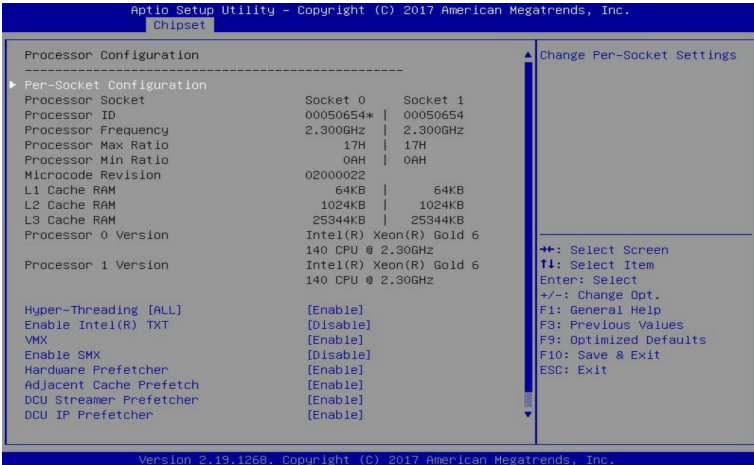 Aptio Setup Utility – Copyright (C) 2017 American Megatrends, Inc.
Chipset
Processor Configuration
--------------------------------------------------
Per-Socket Configuration
Processor Socket Socket 0 Socket 1
Processor ID 00050654* | 00050654
Processor Frequency 2.300GHz | 2.300GHz
Processor Max Ratio 17H | 17H
Processor Min Ratio 0AH | 0AH
Microcode Revision 02000022
L1 Cache RAM 64KB | 64KB
L2 Cache RAM 1024KB | 1024KB
L3 Cache RAM 25344KB | 25344KB
Processor 0 Version Intel(R) Xeon(R) Gold 6
140 CPU @ 2.30GHz
Processor 1 Version Intel(R) Xeon(R) Gold 6
140 CPU @ 2.30GHz
Hyper-Threading [ALL] [Enable]
Enable Intel(R) TXT [Disable]
VMX [Enable]
Enable SMX [Disable]
Hardware Prefetcher [Enable]
Adjacent Cache Prefetch [Enable]
DCU Streamer Prefetcher [Enable]
DCU IP Prefetcher [Enable]
Change Per-Socket Settings
→←: Select Screen
↑↓: Select Item
Enter: Select
+/-: Change Opt.
F1: General Help
F3: Previous Values
F9: Optimized Defaults
F10: Save & Exit
ESC: Exit
Version 2.19.1268. Copyright (C) 2017 American Megatrends, Inc.